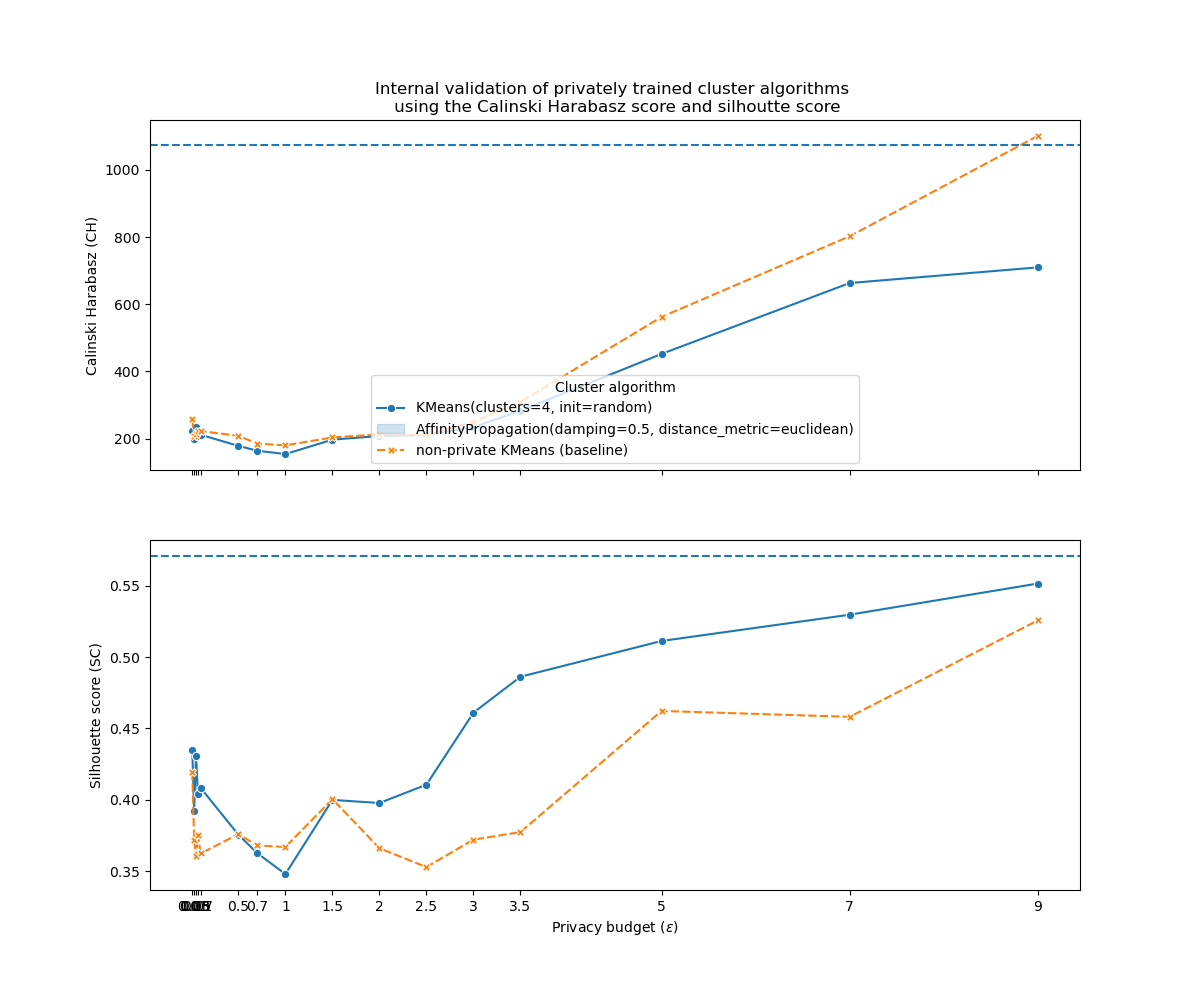 Internal validation of privately trained cluster algorithms
using the Calinski Harabasz score and silhoutte score
1000
800
600
400
200
Calinski Harabasz (CH)
Cluster algorithm
KMeans(clusters=4, init=random)
AffinityPropagation(damping=0.5, distance_metric=euclidean)
non-private KMeans (baseline)
0.55
0.50
0.45
0.40
0.35
Silhouette score (SC)
0.5 0.7 1 1.5 2 2.5 3 3.5 5 7 9
Privacy budget (ε)